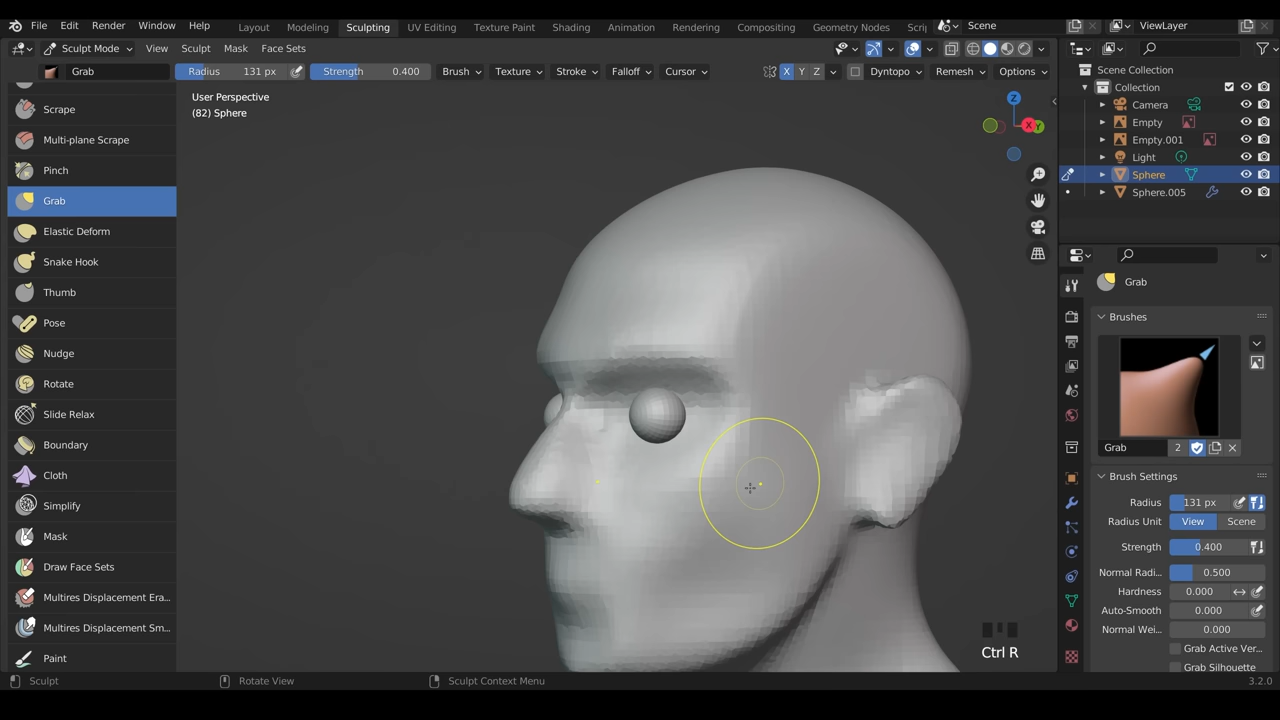 File Edit Render Window Help Layout Modeling Sculpting UV Editing Texture Paint Shading Animation Rendering Compositing Geometry Nodes Scri Scene ViewLayer
Sculpt Mode View Sculpt Mask Face Sets
Grab Radius 131 px Strength 0.400 Brush Texture Stroke Falloff Cursor X Y Z Dyntopo Remesh Options
User Perspective
(82) Sphere
Scrape
Multi-plane Scrape
Pinch
Grab
Elastic Deform
Snake Hook
Thumb
Pose
Nudge
Rotate
Slide Relax
Boundary
Cloth
Simplify
Mask
Draw Face Sets
Multires Displacement Era...
Multires Displacement Sm...
Paint
Z
X
Y
Ctrl R
Scene Collection
Collection
Camera
Empty
Empty.001
Light
Sphere
Sphere.005
Grab
Brushes
Grab 2
Brush Settings
Radius 131 px
Radius Unit View Scene
Strength 0.400
Normal Radi... 0.500
Hardness 0.000
Auto-Smooth 0.000
Normal Wei... 0.000
Grab Active Ver...
Grab Silhouette
Sculpt Rotate View Sculpt Context Menu 3.2.0